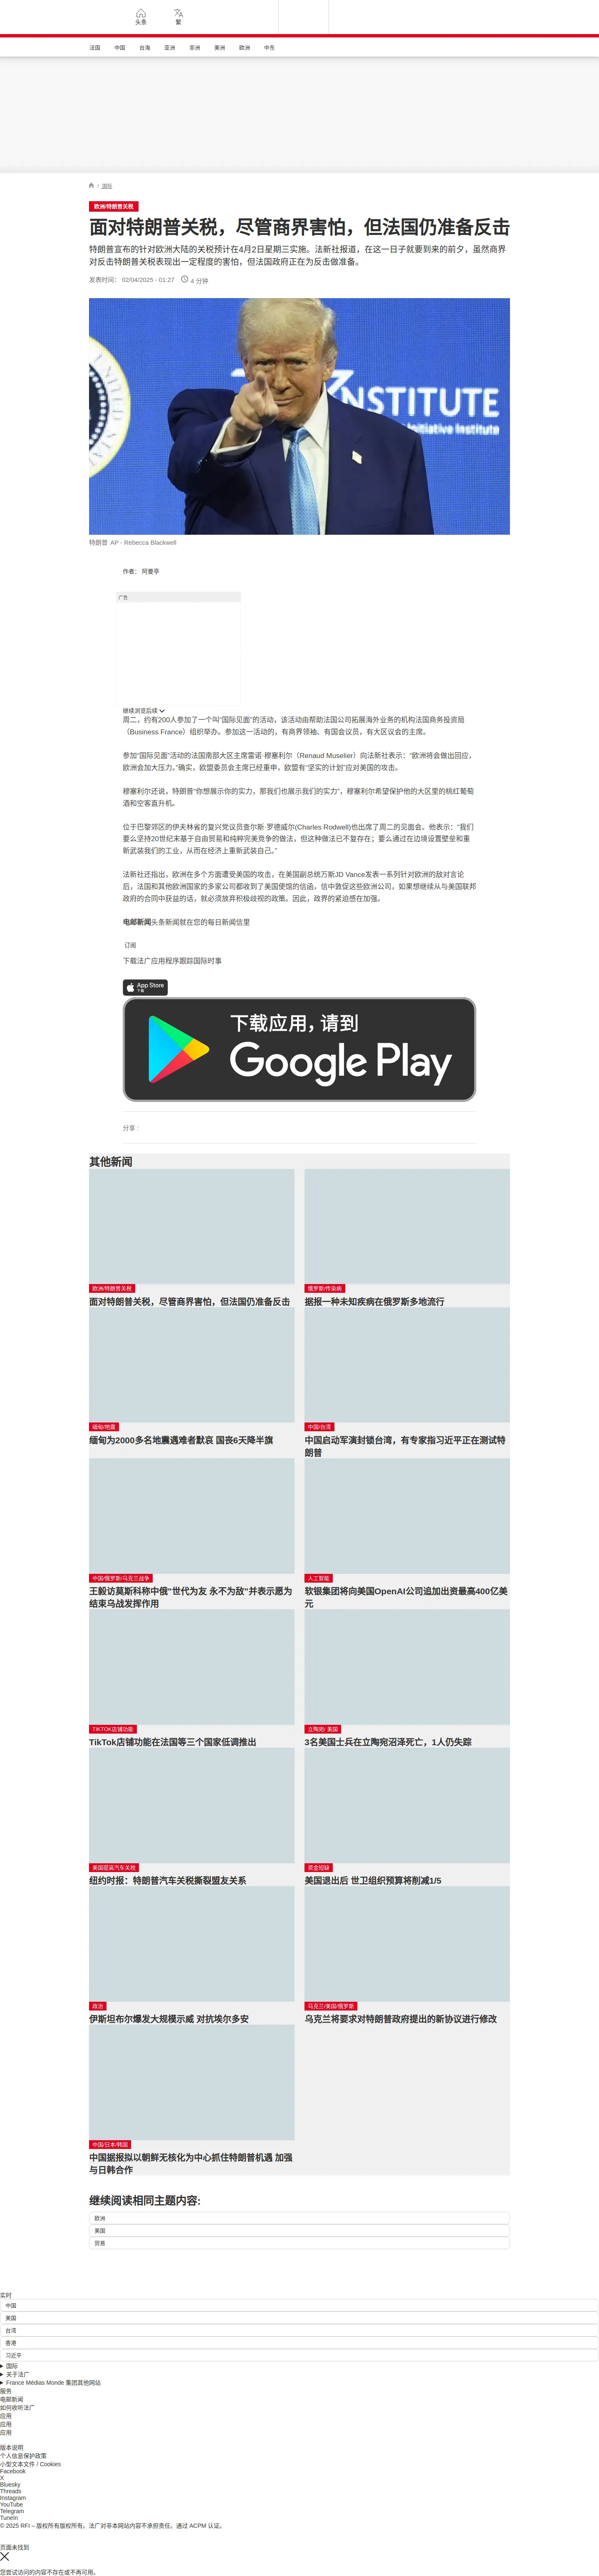 头条
繁
法国
中国
台海
亚洲
非洲
美洲
欧洲
中东
/ 国际
欧洲/特朗普关税
面对特朗普关税，尽管商界害怕，但法国仍准备反击
特朗普宣布的针对欧洲大陆的关税预计在4月2日星期三实施。法新社报道，在这一日子就要到来的前夕，虽然商界
对反击特朗普关税表现出一定程度的害怕，但法国政府正在为反击做准备。
发表时间： 02/04/2025 - 01:27
4 分钟
INSTITUTE
Initiative Institute
特朗普 AP - Rebecca Blackwell
作者： 阿曼亭
广告
继续浏览后续
周二，约有200人参加了一个叫“国际见面”的活动，该活动由帮助法国公司拓展海外业务的机构法国商务投资局
（Business France）组织举办。参加这一活动的，有商界领袖、有国会议员，有大区议会的主席。
参加“国际见面”活动的法国南部大区主席雷诺·穆塞利尔（Renaud Muselier）向法新社表示：“欧洲将会做出回应，
欧洲会加大压力。”确实，欧盟委员会主席已经重申，欧盟有“坚实的计划”应对美国的攻击。
穆塞利尔还说，特朗普“你想展示你的实力，那我们也展示我们的实力”，穆塞利尔希望保护他的大区里的桃红葡萄
酒和空客直升机。
位于巴黎郊区的伊夫林省的复兴党议员查尔斯·罗德威尔(Charles Rodwell)也出席了周二的见面会。他表示：“我们
要么坚持20世纪末基于自由贸易和纯粹完美竞争的做法，但这种做法已不复存在；要么通过在边境设置壁垒和重
新武装我们的工业，从而在经济上重新武装自己。”
法新社还指出，欧洲在多个方面遭受美国的攻击，在美国副总统万斯JD Vance发表一系列针对欧洲的敌对言论
后，法国和其他欧洲国家的多家公司都收到了美国使馆的信函，信中敦促这些欧洲公司，如果想继续从与美国联邦
政府的合同中获益的话，就必须放弃积极歧视的政策。因此，政界的紧迫感在加强。
电邮新闻头条新闻就在您的每日新闻信里
订阅
下载法广应用程序跟踪国际时事
App Store
下载
下载应用，请到
Google Play
分享 :
其他新闻
欧洲/特朗普关税
面对特朗普关税，尽管商界害怕，但法国仍准备反击
俄罗斯/传染病
据报一种未知疾病在俄罗斯多地流行
缅甸/地震
缅甸为2000多名地震遇难者默哀 国丧6天降半旗
中国/台湾
中国启动军演封锁台湾，有专家指习近平正在测试特
朗普
中国/俄罗斯/乌克兰战争
王毅访莫斯科称中俄"世代为友 永不为敌"并表示愿为
结束乌战发挥作用
人工智能
软银集团将向美国OpenAI公司追加出资最高400亿美
元
TIKTOK店铺功能
TikTok店铺功能在法国等三个国家低调推出
立陶宛/ 美国
3名美国士兵在立陶宛沼泽死亡，1人仍失踪
美国提高汽车关税
纽约时报：特朗普汽车关税撕裂盟友关系
资金短缺
美国退出后 世卫组织预算将削减1/5
政治
伊斯坦布尔爆发大规模示威 对抗埃尔多安
乌克兰/美国/俄罗斯
乌克兰将要求对特朗普政府提出的新协议进行修改
中国/日本/韩国
中国据报拟以朝鲜无核化为中心抓住特朗普机遇 加强
与日韩合作
继续阅读相同主题内容:
欧洲
美国
贸易
实时
中国
美国
台湾
香港
习近平
国际
关于法广
France Médias Monde 集团其他网站
服务
电邮新闻
如何收听法广
应用
应用
应用
版本说明
个人信息保护政策
小型文本文件 / Cookies
Facebook
X
Bluesky
Threads
Instagram
YouTube
Telegram
TuneIn
© 2025 RFI – 版权所有版权所有。法广对非本网站内容不承担责任。通过 ACPM 认证。
页面未找到
您尝试访问的内容不存在或不再可用。